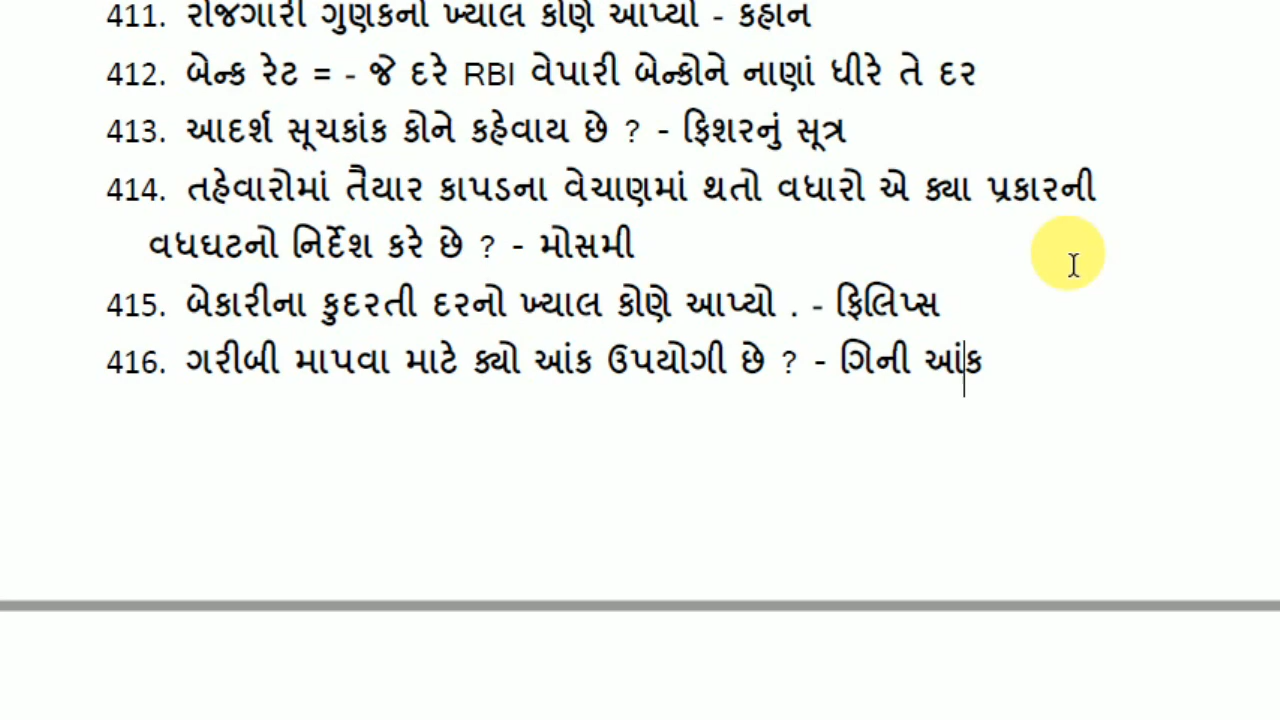 411. રોજગારી ગુણકનો ખ્યાલ કોણે આપ્યો - કહાન
412. બેન્ક રેટ = - જે દરે RBI વેપારી બેન્કોને નાણાં ધીરે તે દર
413. આદર્શ સૂચકાંક કોને કહેવાય છે ? - ફિશરનું સૂત્ર
414. તહેવારોમાં તૈયાર કાપડના વેચાણમાં થતો વધારો એ ક્યા પ્રકારની
વધઘટનો નિર્દેશ કરે છે ? - મોસમી
415. બેકારીના કુદરતી દરનો ખ્યાલ કોણે આપ્યો . - ફિલિપ્સ
416. ગરીબી માપવા માટે ક્યો આંક ઉપયોગી છે ? - ગિની આંક